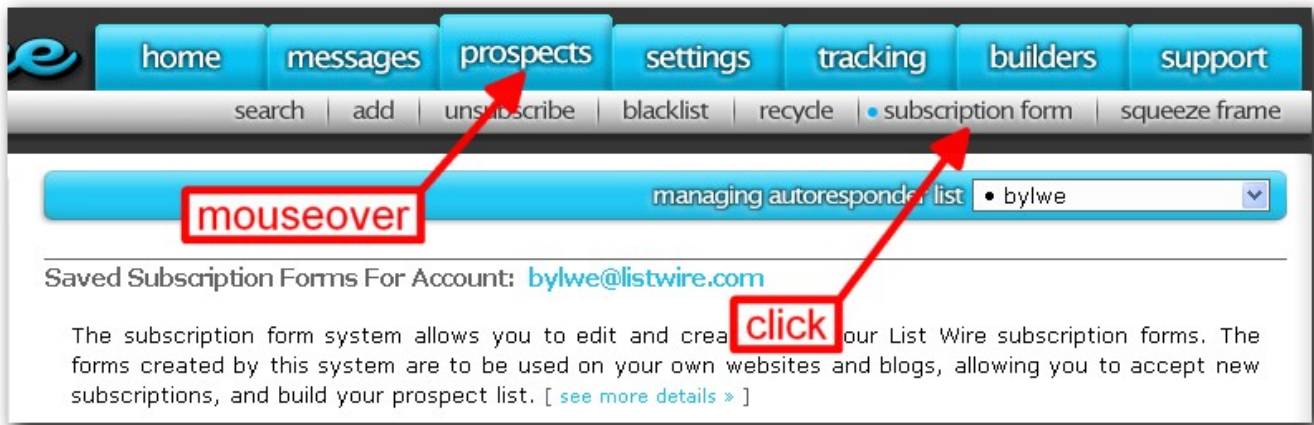 home messages prospects settings tracking builders support
search add unsubscribe blacklist recycle • subscription form squeeze frame
managing autoresponder list • bylwe
mouseover
Saved Subscription Forms For Account: bylwe@listwire.com
click
The subscription form system allows you to edit and our List Wire subscription forms. The
forms created by this system are to be used on your own websites and blogs, allowing you to accept new
subscriptions, and build your prospect list. [ see more details » ]